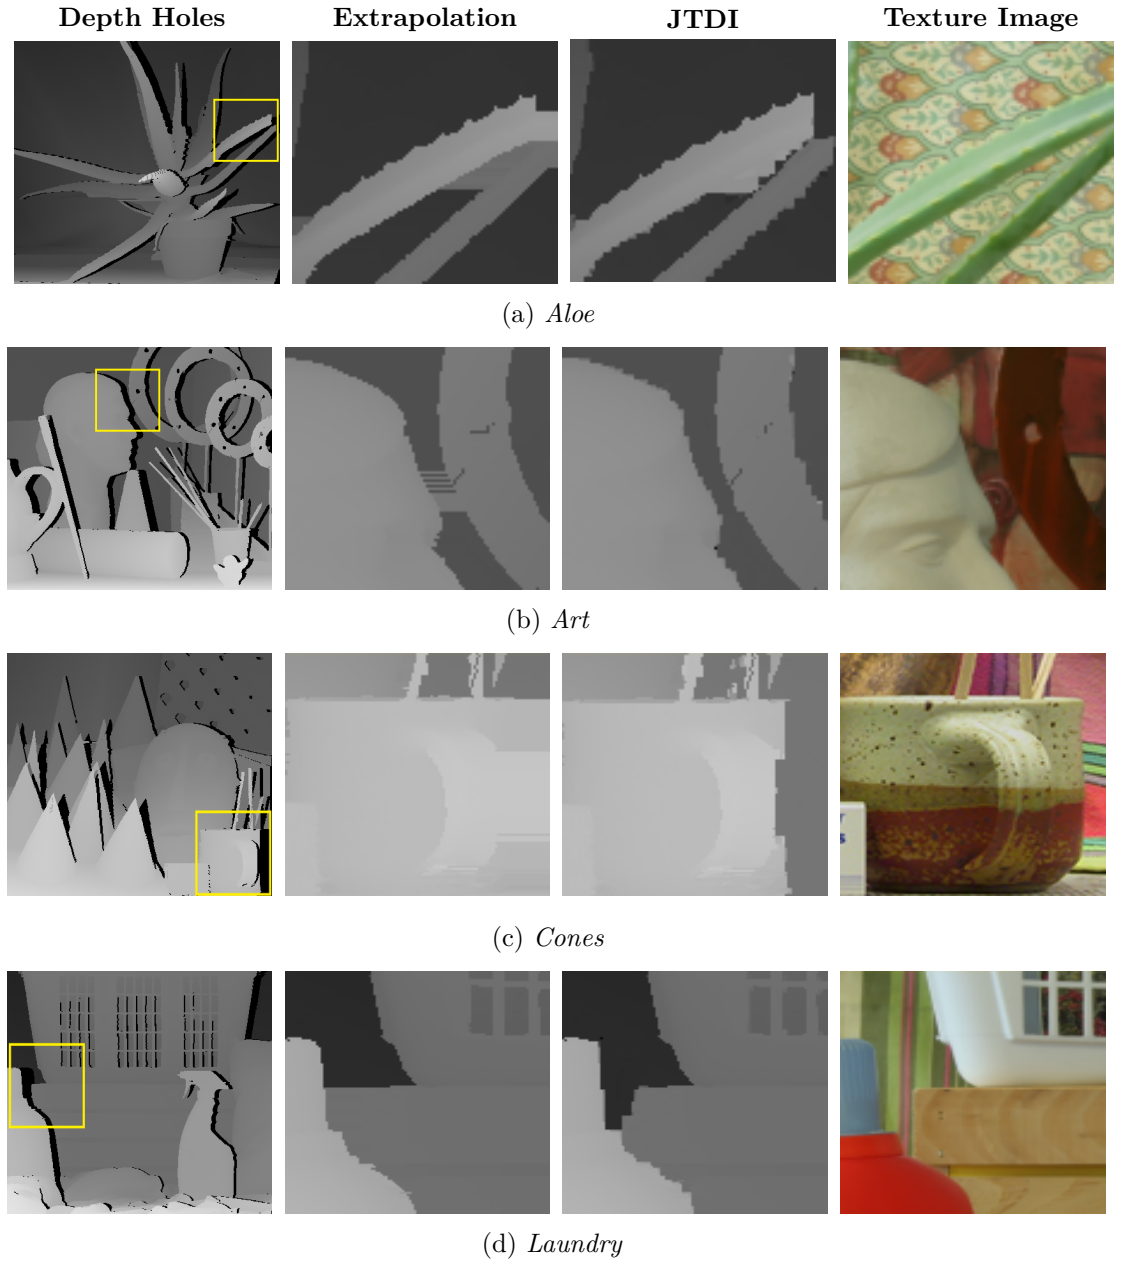 Depth Holes Extrapolation JTDI Texture Image
(a) Aloe
(b) Art
(c) Cones
(d) Laundry